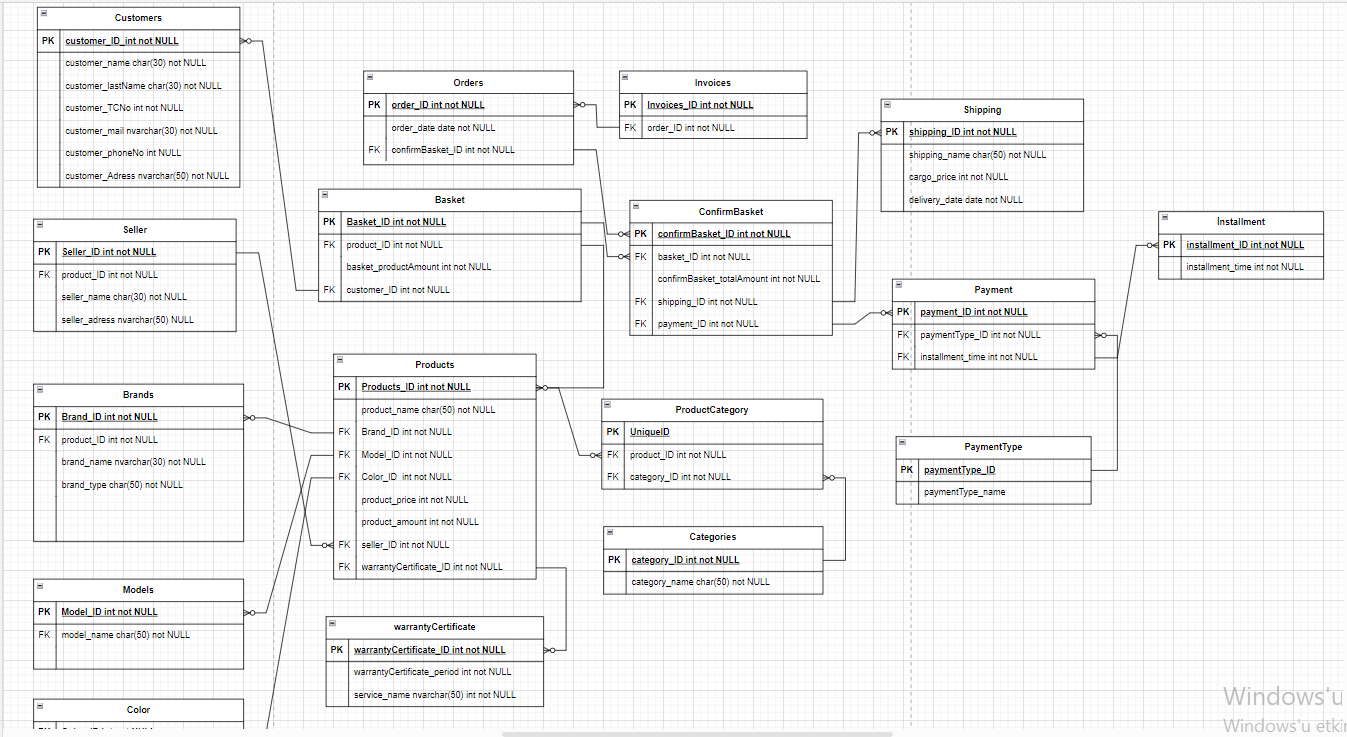 Customers
PK customer_ID_int not NULL
customer_name char(30) not NULL
customer_lastName char(30) not NULL
customer_TCNo int not NULL
customer_mail nvarchar(30) not NULL
customer_phoneNo int NULL
customer_Adress nvarchar(50) not NULL
Orders
PK order_ID int not NULL
order_date date not NULL
FK confirmBasket_ID int not NULL
Invoices
PK Invoices_ID int not NULL
FK order_ID int not NULL
Shipping
PK shipping_ID int not NULL
shipping_name char(50) not NULL
cargo_price int not NULL
delivery_date date not NULL
Basket
PK Basket_ID int not NULL
FK product_ID int not NULL
basket_productAmount int not NULL
FK customer_ID int not NULL
ConfirmBasket
PK confirmBasket_ID int not NULL
FK basket_ID int not NULL
confirmBasket_totalAmount int not NULL
FK shipping_ID int not NULL
FK payment_ID int not NULL
Installment
PK installment_ID int not NULL
installment_time int not NULL
Seller
PK Seller_ID int not NULL
FK product_ID int not NULL
seller_name char(30) not NULL
seller_adress nvarchar(50) NULL
Payment
PK payment_ID int not NULL
FK paymentType_ID int not NULL
FK installment_time int not NULL
Products
PK Products_ID int not NULL
product_name char(50) not NULL
FK Brand_ID int not NULL
FK Model_ID int not NULL
FK Color_ID int not NULL
product_price int not NULL
product_amount int not NULL
FK seller_ID int not NULL
FK warrantyCertificate_ID int not NULL
Brands
PK Brand_ID int not NULL
FK product_ID int not NULL
brand_name nvarchar(30) not NULL
brand_type char(50) not NULL
ProductCategory
PK UniqueID
FK product_ID int not NULL
FK category_ID int not NULL
PaymentType
PK paymentType_ID
paymentType_name
Categories
PK category_ID int not NULL
category_name char(50) not NULL
Models
PK Model_ID int not NULL
FK model_name char(50) not NULL
warrantyCertificate
PK warrantyCertificate_ID int not NULL
warrantyCertificate_period int not NULL
service_name nvarchar(50) int not NULL
Color
Windows'u
Windows'u etki